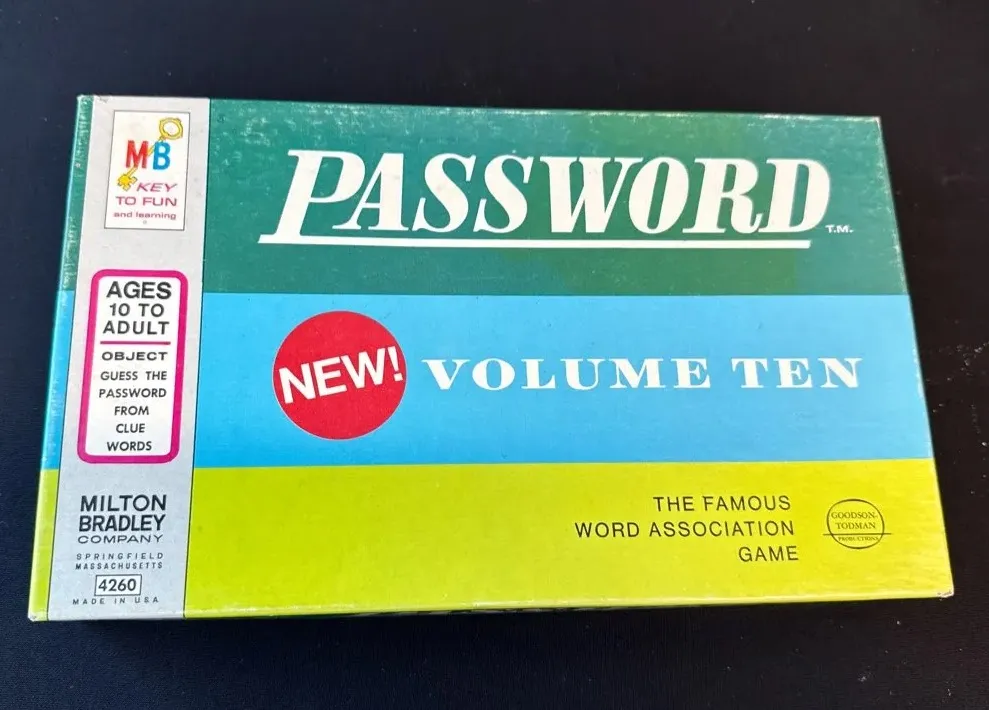 MB
KEY
TO FUN
and learning
AGES
10 TO
ADULT
OBJECT
GUESS THE
PASSWORD
FROM
CLUE
WORDS
MILTON
BRADLEY
COMPANY
SPRINGFIELD
MASSACHUSETTS
4260
MADE IN U.S.A.
PASSWORD
T.M.
NEW! VOLUME TEN
THE FAMOUS
WORD ASSOCIATION
GAME
GOODSON-
TODMAN
PRODUCTIONS